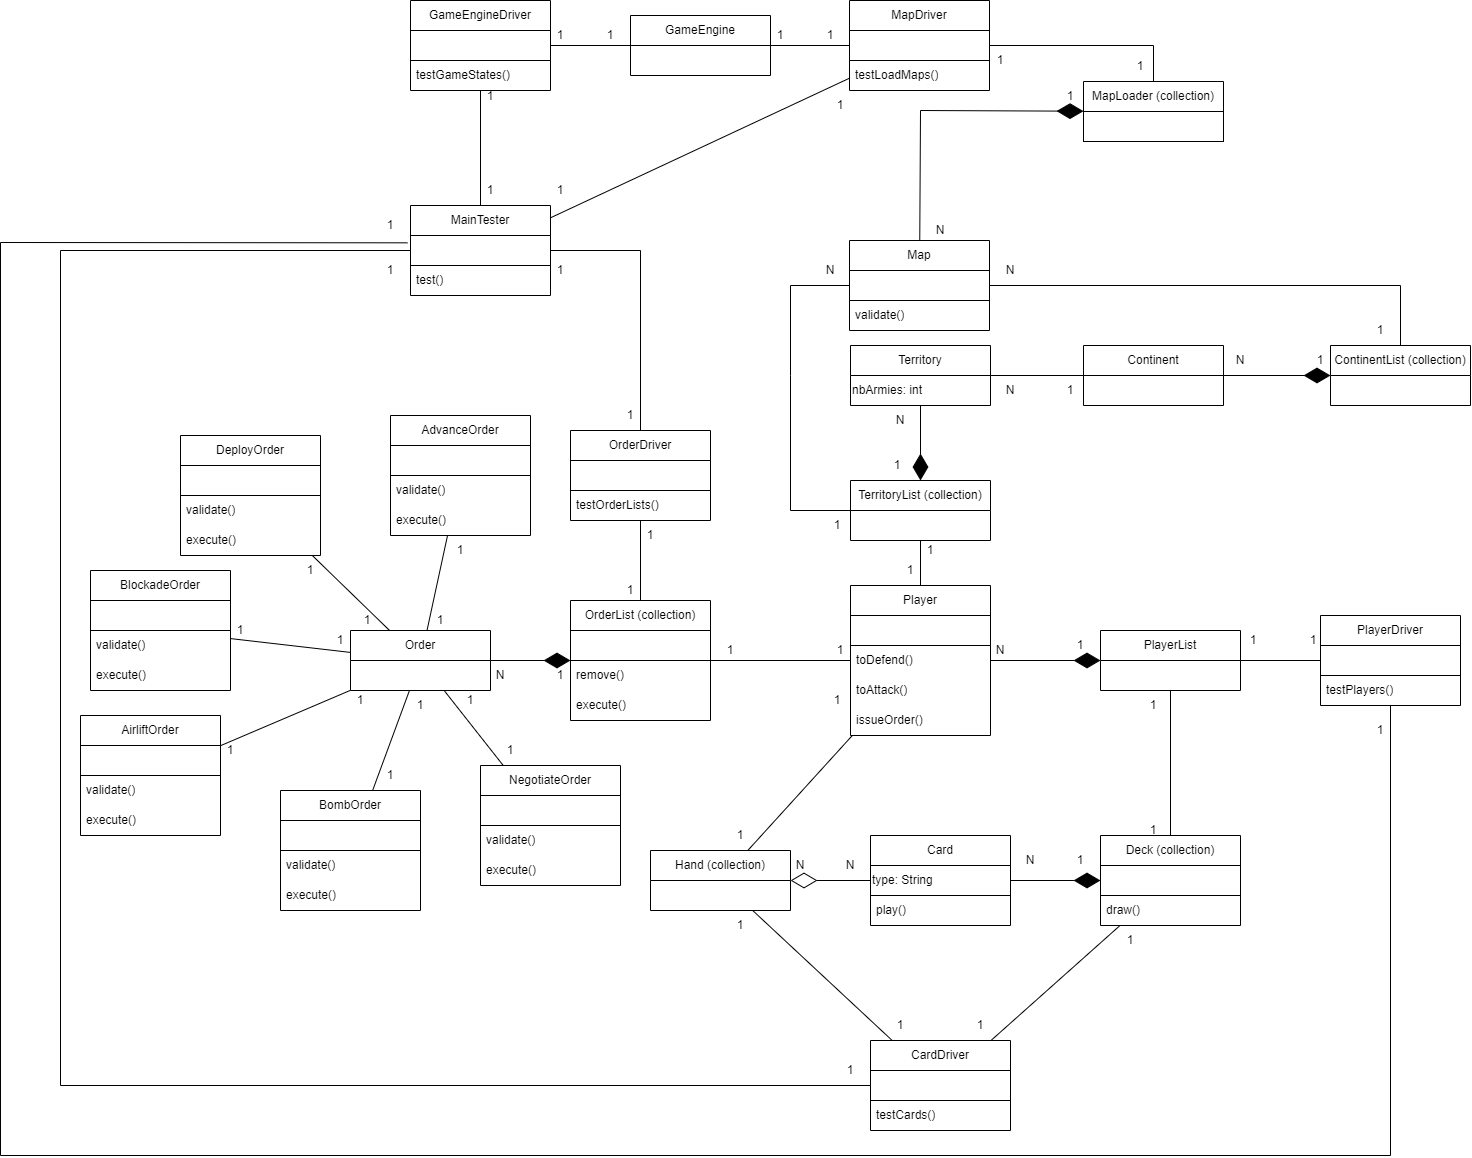 GameEngineDriver
testGameStates()
1
1
GameEngine
1
1
MapDriver
testLoadMaps()
1
1
MapLoader (collection)
1
1
1
1
1
1
MainTester
test()
1
1
1
N
Map
validate()
N
N
1
Territory
nbArmies: int
N
1
Continent
N
1
ContinentList (collection)
N
1
TerritoryList (collection)
1
1
1
1
OrderDriver
testOrderLists()
1
1
AdvanceOrder
validate()
execute()
1
1
DeployOrder
validate()
execute()
1
1
BlockadeOrder
validate()
execute()
1
1
Order
N
1
OrderList (collection)
remove()
execute()
1
1
Player
toDefend()
toAttack()
issueOrder()
N
1
PlayerList
1
1
PlayerDriver
testPlayers()
1
1
1
1
1
AirliftOrder
validate()
execute()
1
1
BombOrder
validate()
execute()
1
1
NegotiateOrder
validate()
execute()
1
1
Hand (collection)
N
N
Card
type: String
play()
N
1
Deck (collection)
draw()
1
1
1
1
1
CardDriver
testCards()